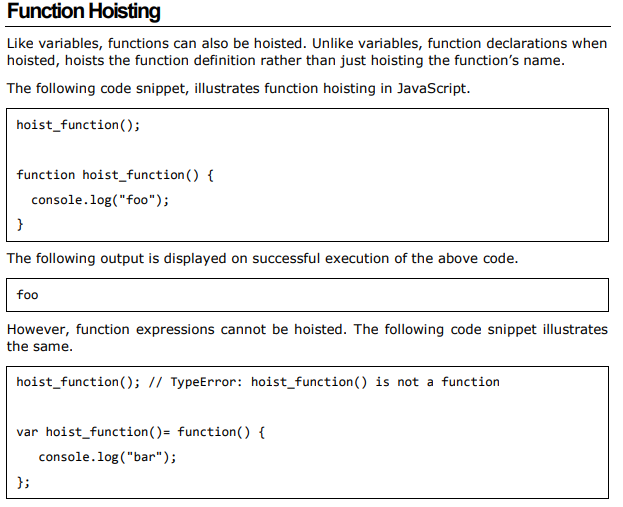 Function Hoisting
Like variables, functions can also be hoisted. Unlike variables, function declarations when
hoisted, hoists the function definition rather than just hoisting the function's name.
The following code snippet, illustrates function hoisting in JavaScript.
hoist_function();
function hoist_function() {
console.log("foo");
}
The following output is displayed on successful execution of the above code.
foo
However, function expressions cannot be hoisted. The following code snippet illustrates
the same.
hoist_function(); // TypeError: hoist_function() is not a function
var hoist_function()= function() {
console.log("bar");
};